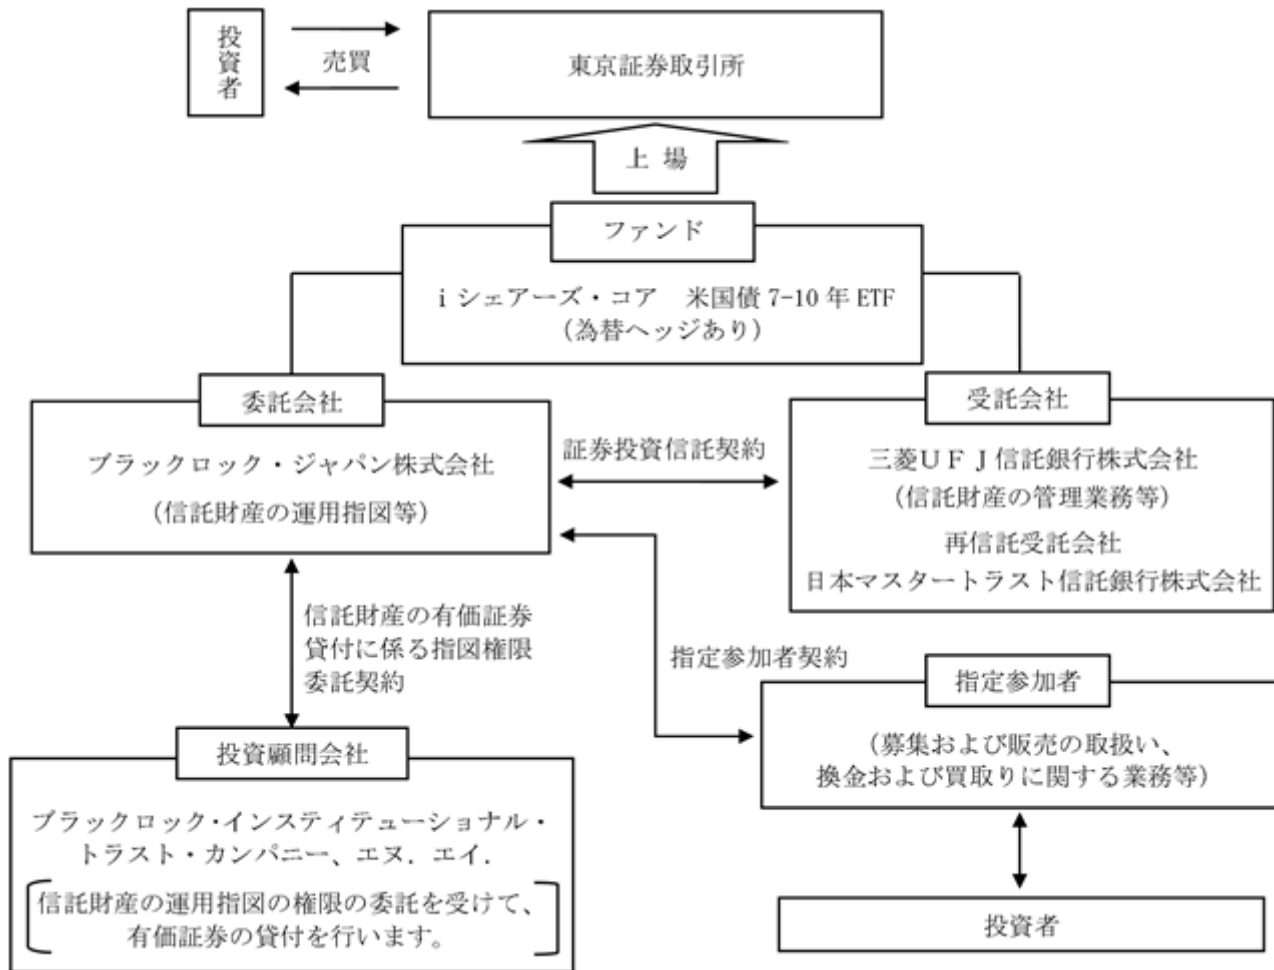 投資者
売買
東京証券取引所
上 場
ファンド
ｉシェアーズ・コア　米国債 7-10 年 ETF
（為替ヘッジあり）
委託会社
ブラックロック・ジャパン株式会社
（信託財産の運用指図等）
証券投資信託契約
受託会社
三菱ＵＦＪ信託銀行株式会社
（信託財産の管理業務等）
再信託受託会社
日本マスタートラスト信託銀行株式会社
信託財産の有価証券
貸付に係る指図権限
委託契約
指定参加者契約
指定参加者
（募集および販売の取扱い、
換金および買取りに関する業務等）
投資顧問会社
ブラックロック・インスティテューショナル・
トラスト・カンパニー、エヌ．エイ．
信託財産の運用指図の権限の委託を受けて、
有価証券の貸付を行います。
投資者